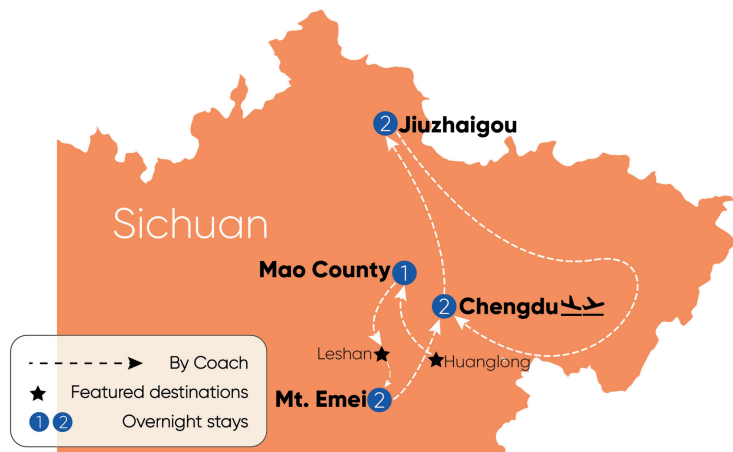 2 Jiuzhaigou
Sichuan
Mao County 1
2 Chengdu
Leshan
Huanglong
Mt. Emei 2
By Coach
Featured destinations
1 2 Overnight stays